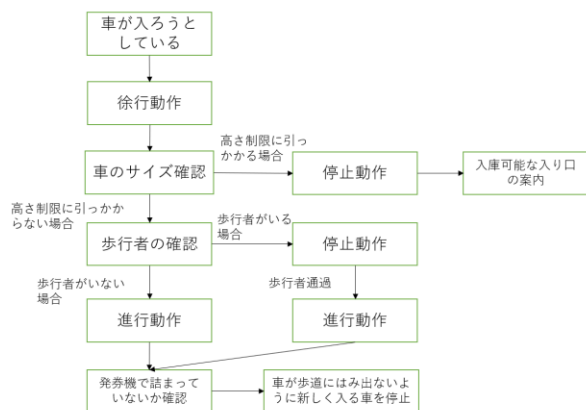 車が入ろうと
している
徐行動作
高さ制限に引っ
かかる場合
車のサイズ確認
停止動作
入庫可能な入り口
の案内
高さ制限に引っかか
らない場合
歩行者がいる
場合
歩行者の確認
停止動作
歩行者がいない
場合
歩行者通過
進行動作
進行動作
発券機で詰まって
いないか確認
車が歩道にはみ出ないよ
うに新しく入る車を停止